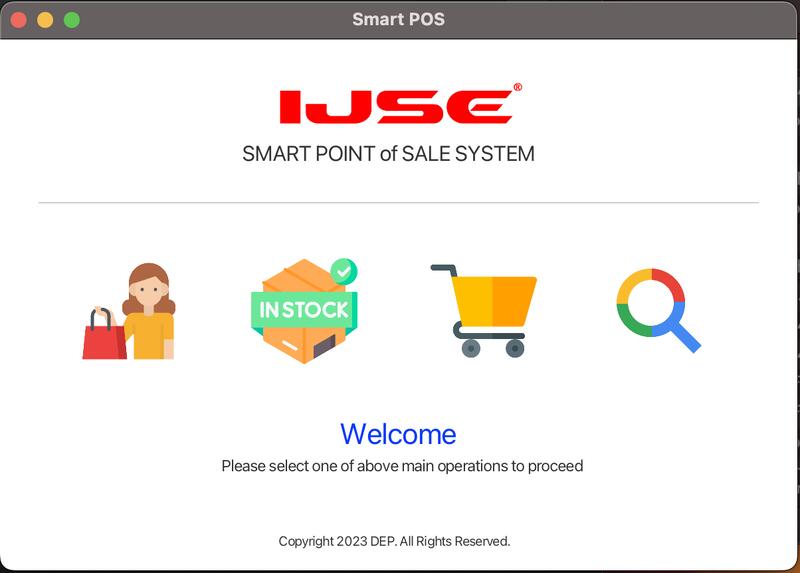 Smart POS
IJSE®
SMART POINT of SALE SYSTEM
IN STOCK
Welcome
Please select one of above main operations to proceed
Copyright 2023 DEP. All Rights Reserved.